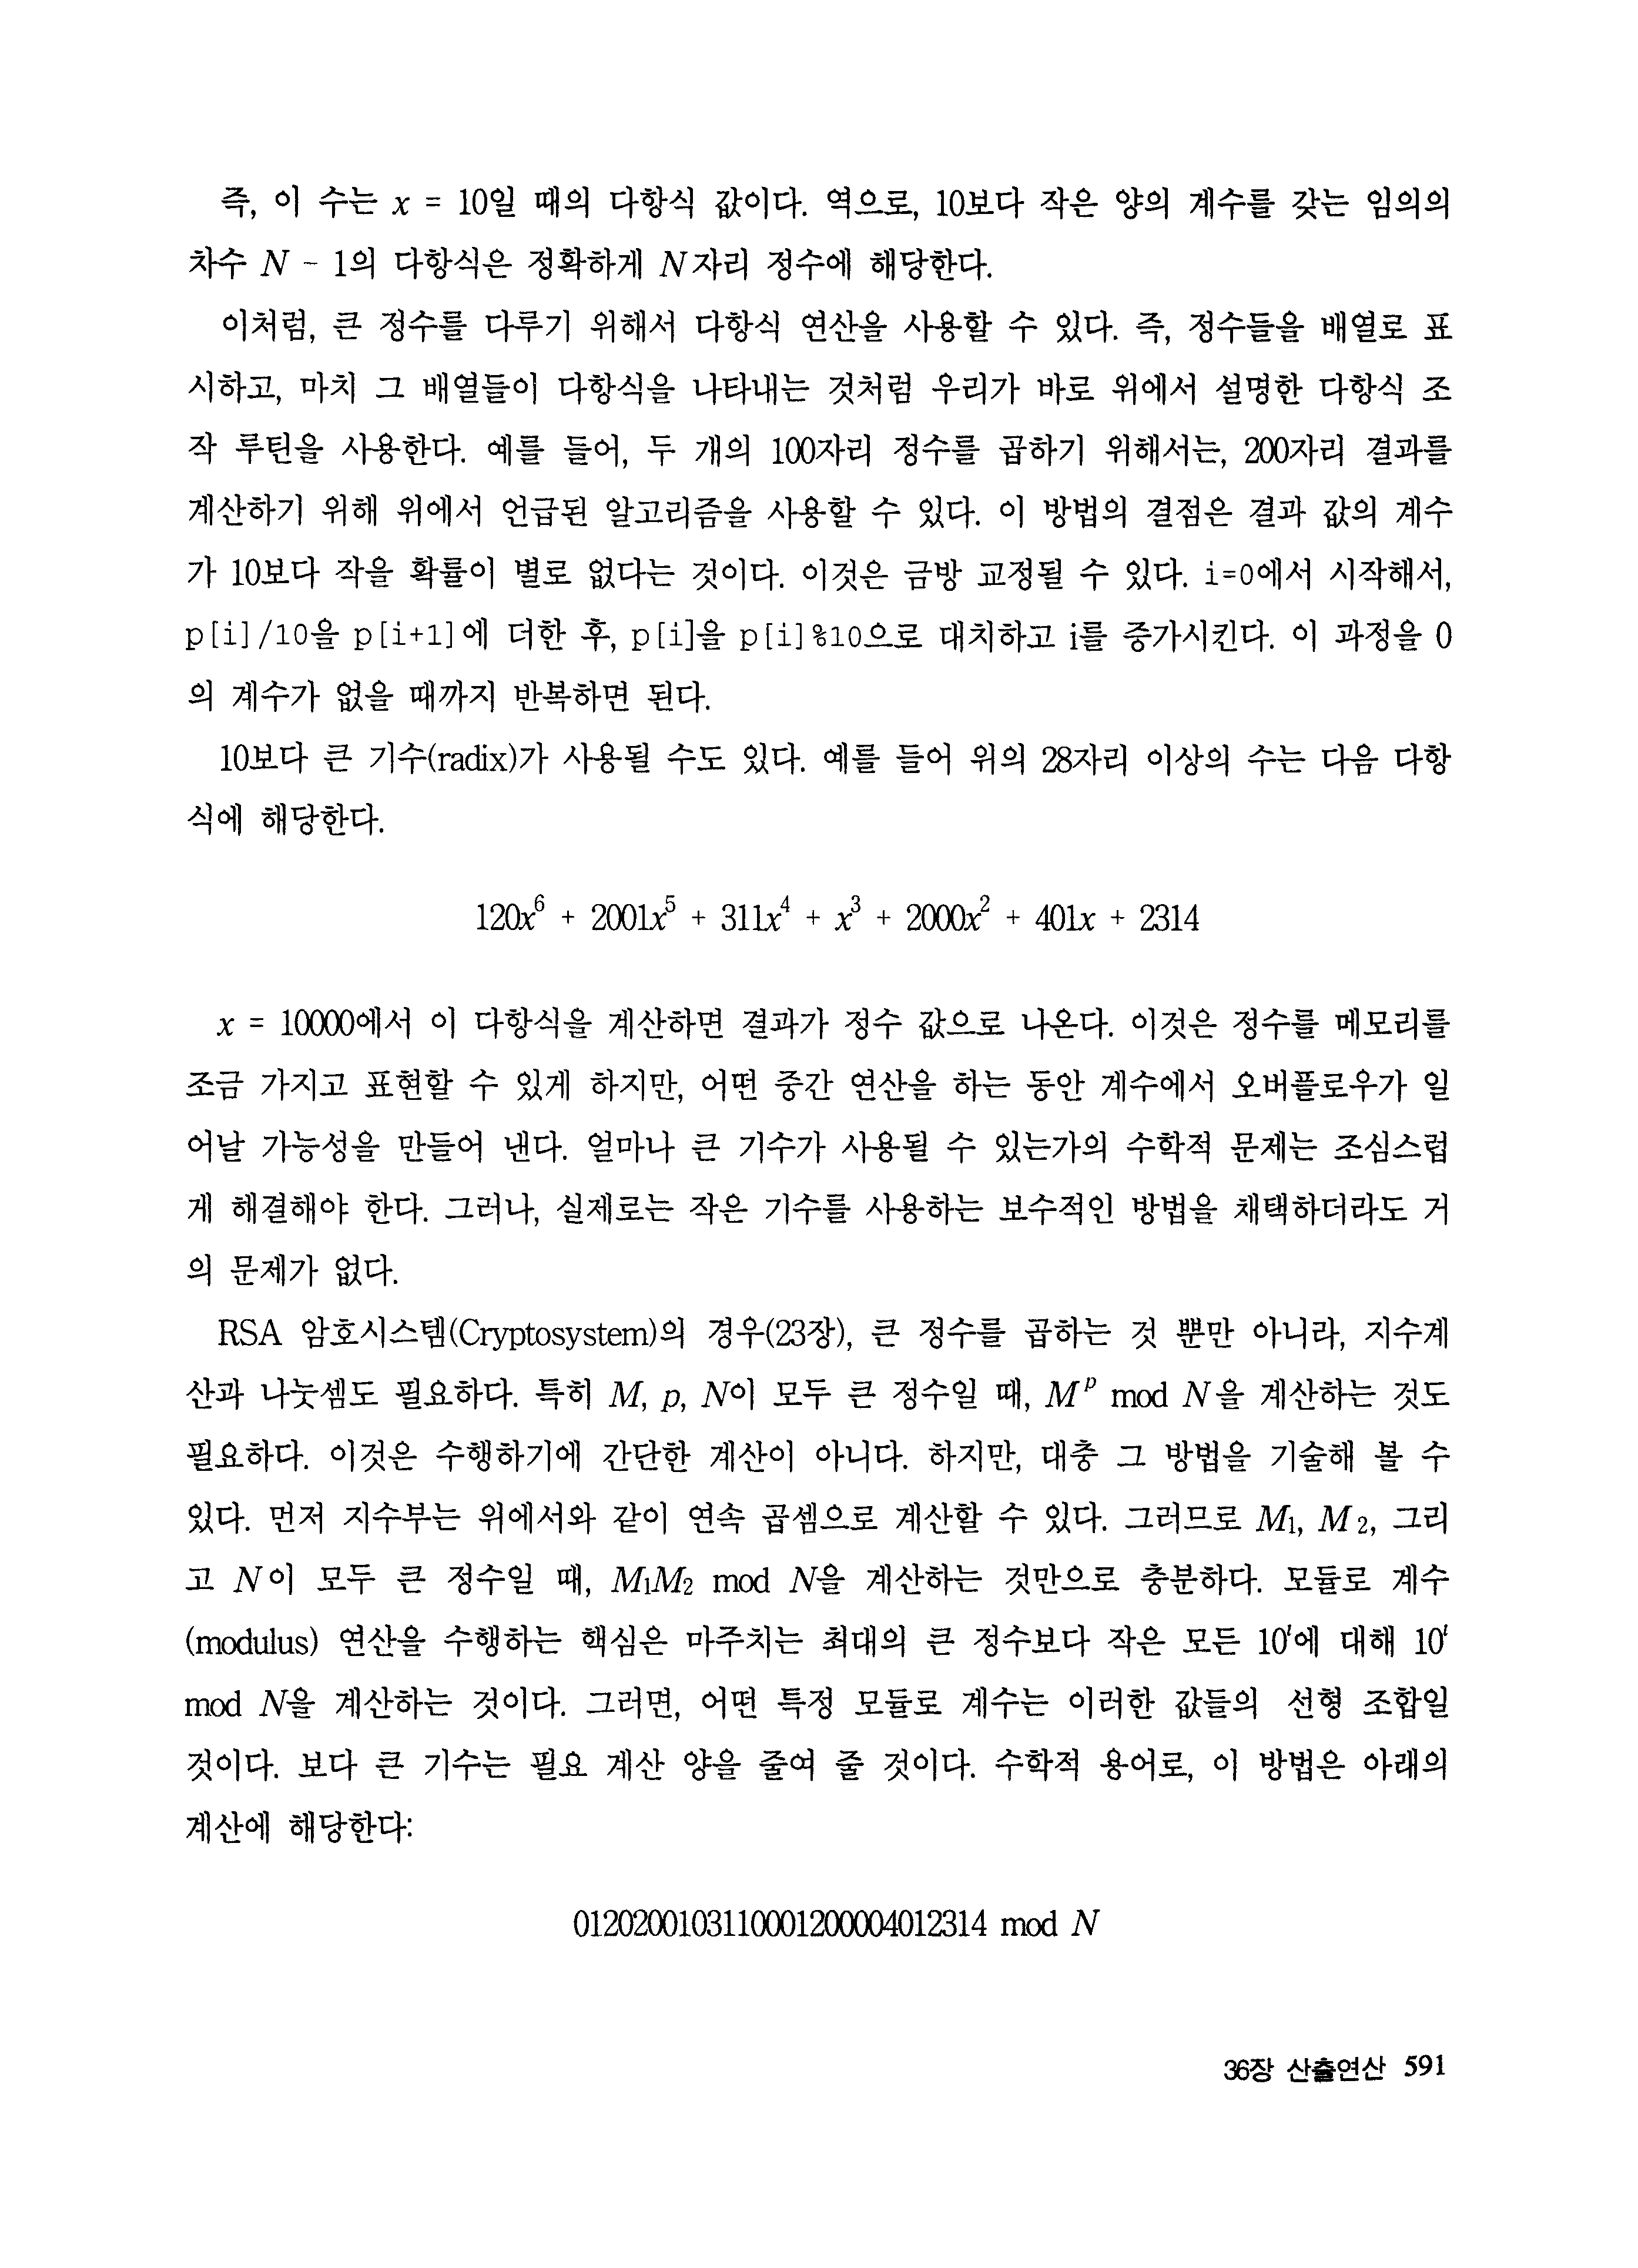 즉, 이 수는 x = 10일 때의 다항식 값이다. 역으로, 10보다 작은 양의 계수를 갖는 임의의
차수 N - 1의 다항식은 정확하게 N자리 정수에 해당한다.
이처럼, 큰 정수를 다루기 위해서 다항식 연산을 사용할 수 있다. 즉, 정수들을 배열로 표
시하고, 마치 그 배열들이 다항식을 나타내는 것처럼 우리가 바로 위에서 설명한 다항식 조
작 루틴을 사용한다. 예를 들어, 두 개의 100자리 정수를 곱하기 위해서는, 200자리 결과를
계산하기 위해 위에서 언급된 알고리즘을 사용할 수 있다. 이 방법의 결점은 결과 값의 계수
가 10보다 작을 확률이 별로 없다는 것이다. 이것은 금방 교정될 수 있다. i=0에서 시작해서,
p[i]/10을 p[i+1]에 더한 후, p[i]을 p[i]%10으로 대치하고 i를 증가시킨다. 이 과정을 0
의 계수가 없을 때까지 반복하면 된다.
10보다 큰 기수(radix)가 사용될 수도 있다. 예를 들어 위의 28자리 이상의 수는 다음 다항
식에 해당한다.
120x⁶ + 2001x⁵ + 311x⁴ + x³ + 2000x² + 401x + 2314
x = 10000에서 이 다항식을 계산하면 결과가 정수 값으로 나온다. 이것은 정수를 메모리를
조금 가지고 표현할 수 있게 하지만, 어떤 중간 연산을 하는 동안 계수에서 오버플로우가 일
어날 가능성을 만들어 낸다. 얼마나 큰 기수가 사용될 수 있는가의 수학적 문제는 조심스럽
게 해결해야 한다. 그러나, 실제로는 작은 기수를 사용하는 보수적인 방법을 채택하더라도 거
의 문제가 없다.
RSA 암호시스템(Cryptosystem)의 경우(23장), 큰 정수를 곱하는 것 뿐만 아니라, 지수계
산과 나눗셈도 필요하다. 특히 M, p, N이 모두 큰 정수일 때, Mᵖ mod N을 계산하는 것도
필요하다. 이것은 수행하기에 간단한 계산이 아니다. 하지만, 대충 그 방법을 기술해 볼 수
있다. 먼저 지수부는 위에서와 같이 연속 곱셈으로 계산할 수 있다. 그러므로 M₁, M₂, 그리
고 N이 모두 큰 정수일 때, M₁M₂ mod N을 계산하는 것만으로 충분하다. 모듈로 계수
(modulus) 연산을 수행하는 핵심은 마주치는 최대의 큰 정수보다 작은 모든 10ᵗ에 대해 10ᵗ
mod N을 계산하는 것이다. 그러면, 어떤 특정 모듈로 계수는 이러한 값들의 선형 조합일
것이다. 보다 큰 기수는 필요 계산 양을 줄여 줄 것이다. 수학적 용어로, 이 방법은 아래의
계산에 해당한다:
0120200103110001200004012314 mod N
36장 산출연산 591